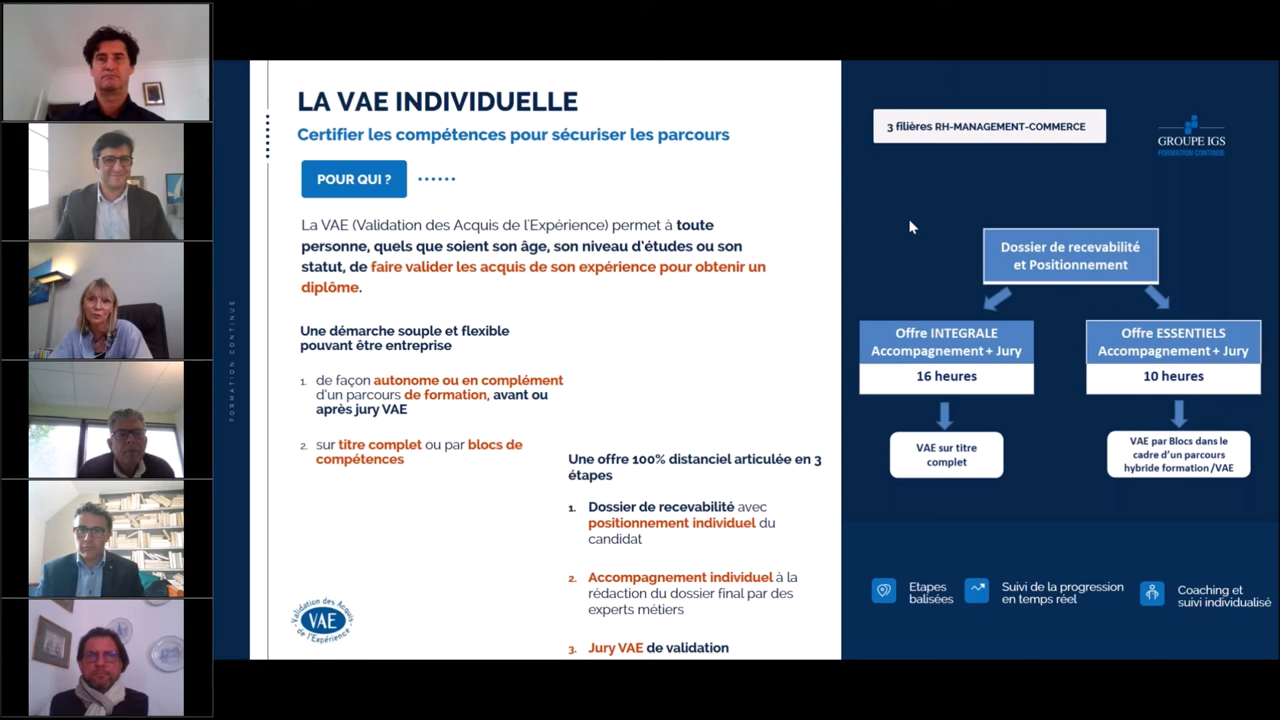 LA VAE INDIVIDUELLE
Certifier les compétences pour sécuriser les parcours
POUR QUI ?
La VAE (Validation des Acquis de l'Expérience) permet à toute
personne, quels que soient son âge, son niveau d'études ou son
statut, de faire valider les acquis de son expérience pour obtenir un
diplôme.
Une démarche souple et flexible
pouvant être entreprise
1. de façon autonome ou en complément
d'un parcours de formation, avant ou
après jury VAE
2. sur titre complet ou par blocs de
compétences
Une offre 100% distanciel articulée en 3
étapes
1. Dossier de recevabilité avec
positionnement individuel du
candidat
2. Accompagnement individuel à la
rédaction du dossier final par des
experts métiers
3. Jury VAE de validation
Validation des Acquis
VAE
de l'Expérience
FORMATION CONTINUE
3 filières RH-MANAGEMENT-COMMERCE
GROUPE IGS
FORMATION CONTINUE
Dossier de recevabilité
et Positionnement
Offre INTEGRALE
Accompagnement + Jury
16 heures
VAE sur titre
complet
Offre ESSENTIELS
Accompagnement + Jury
10 heures
VAE par Blocs dans le
cadre d'un parcours
hybride formation /VAE
Etapes
balisées
Suivi de la progression
en temps réel
Coaching et
suivi individualisé